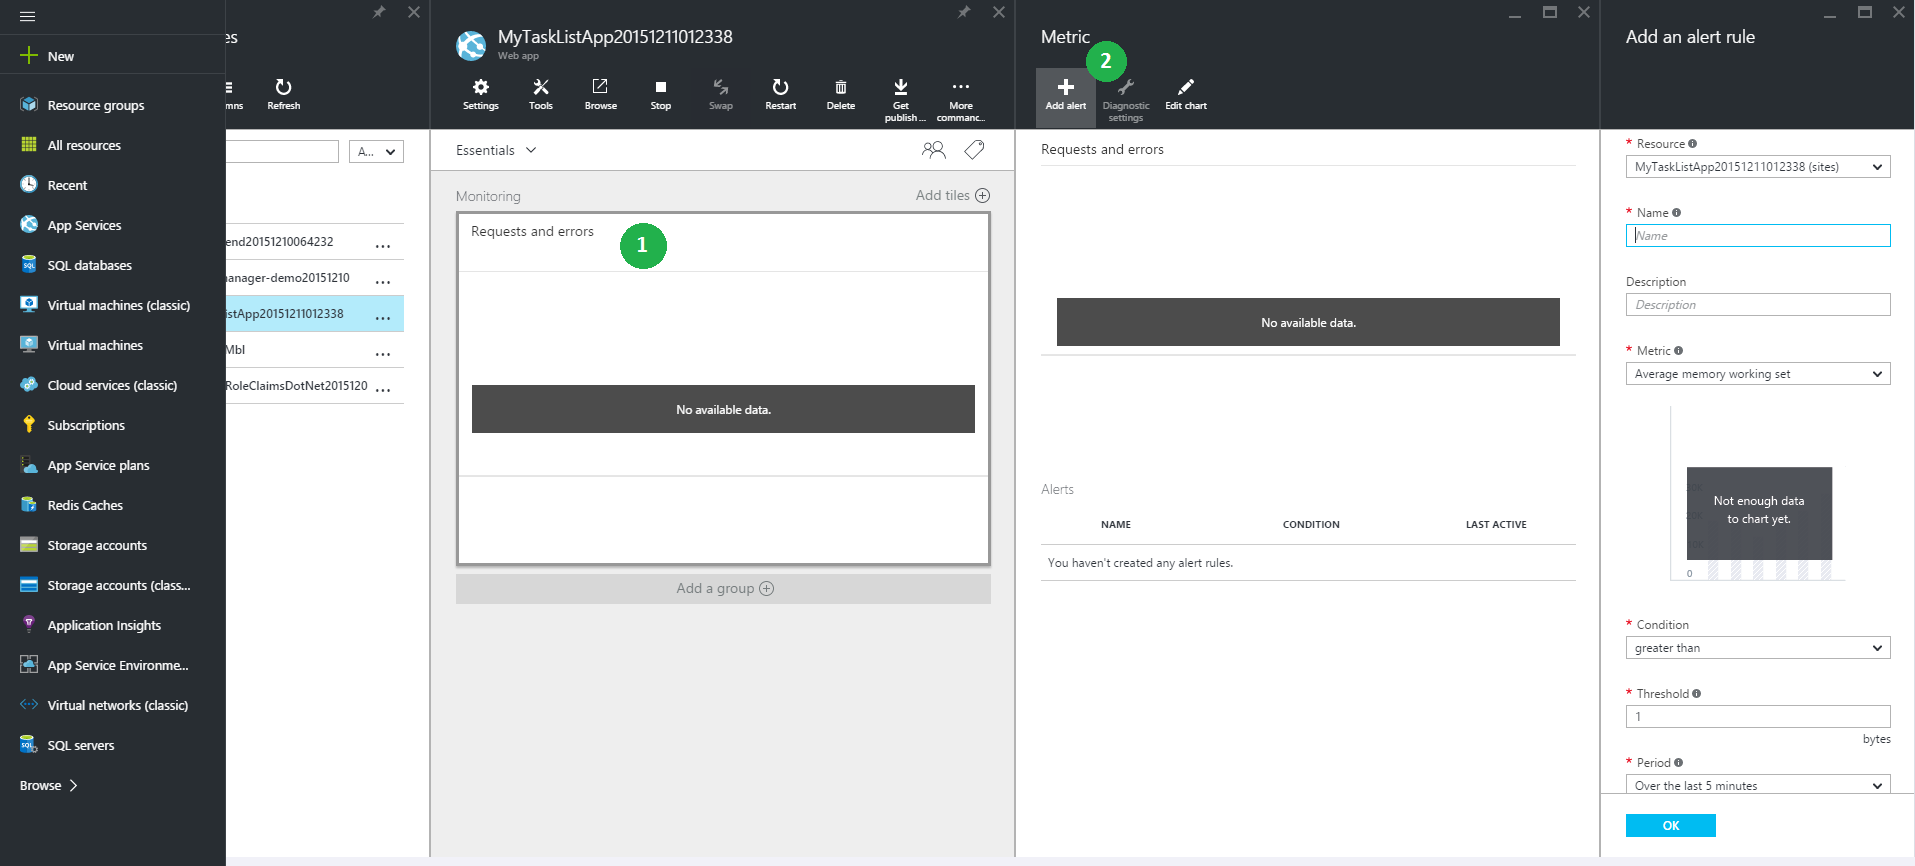 New
Resource groups
All resources
Recent
App Services
SQL databases
Virtual machines (classic)
Virtual machines
Cloud services (classic)
Subscriptions
App Service plans
Redis Caches
Storage accounts
Storage accounts (class...
Application Insights
App Service Environme...
Virtual networks (classic)
SQL servers
Browse
es
mns
Refresh
A...
end20151210064232
anager-demo20151210
istApp20151211012338
Mbl
RoleClaimsDotNet2015120
MyTaskListApp20151211012338
Web app
Settings
Tools
Browse
Stop
Swap
Restart
Delete
Get
publish ...
More
commanc...
Essentials
Monitoring
Add tiles
Requests and errors
1
No available data.
Add a group
Metric
2
Add alert
Diagnostic
settings
Edit chart
Requests and errors
No available data.
Alerts
NAME CONDITION LAST ACTIVE
You haven't created any alert rules.
Add an alert rule
* Resource
MyTaskListApp20151211012338 (sites)
* Name
Name
Description
Description
* Metric
Average memory working set
Not enough data
to chart yet.
0
* Condition
greater than
* Threshold
1
bytes
* Period
Over the last 5 minutes
OK